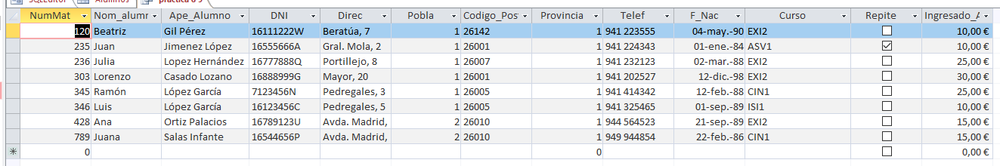 SQLEditor Alumnos practica 8 9
NumMat Nom_alumn Ape_Alumno DNI Direc Pobla Codigo_Pos Provincia Telef F_Nac Curso Repite Ingresado_A
120 Beatriz Gil Pérez 16111222W Beratúa, 7 1 26142 1 941 223555 04-may.-90 EXI2 10,00 €
235 Juan Jimenez López 16555666A Gral. Mola, 2 1 26001 1 941 224343 01-ene.-84 ASV1 10,00 €
236 Julia Lopez Hernández 16777888Q Portillejo, 8 1 26007 1 941 232123 02-mar.-88 EXI2 25,00 €
303 Lorenzo Casado Lozano 16888999G Mayor, 20 1 26001 1 941 202527 12-dic.-98 EXI2 30,00 €
345 Ramón López García 7123456N Pedregales, 3 1 26005 1 941 414342 12-feb.-88 CIN1 25,00 €
346 Luis López García 16123456C Pedregales, 5 1 26005 1 941 325465 01-sep.-89 ISI1 10,00 €
428 Ana Ortiz Palacios 16789123U Avda. Madrid, 2 26010 1 944 564523 21-sep.-89 EXI2 15,00 €
789 Juana Salas Infante 16544656P Avda. Madrid, 2 26010 1 949 944854 22-feb.-86 CIN1 15,00 €
0 0 0,00 €